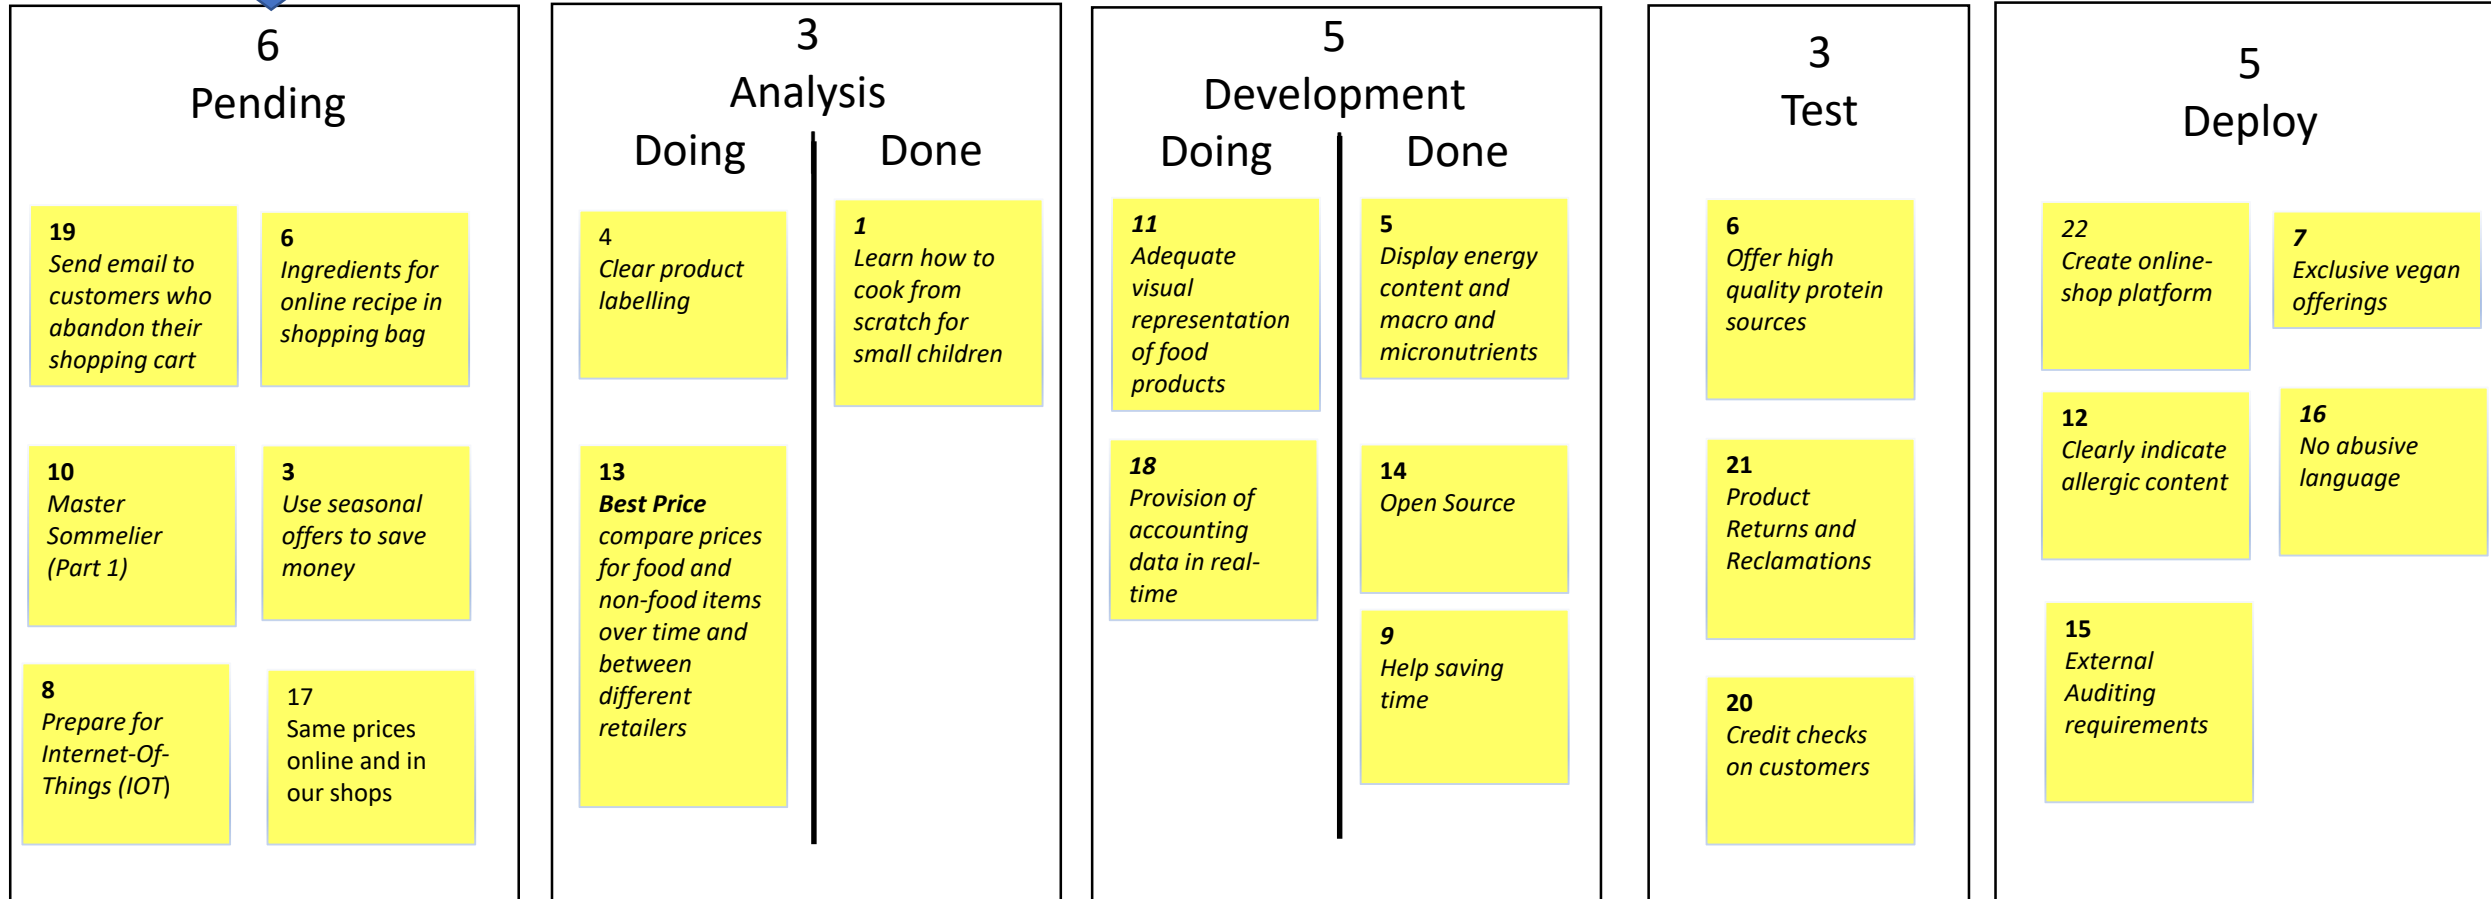 6
Pending
19
Send email to
customers who
abandon their
shopping cart
6
Ingredients for
online recipe in
shopping bag
10
Master
Sommelier
(Part 1)
3
Use seasonal
offers to save
money
8
Prepare for
Internet-Of-
Things (IOT)
17
Same prices
online and in
our shops
3
Analysis
Doing
Done
4
Clear product
labelling
13
Best Price
compare prices
for food and
non-food items
over time and
between
different
retailers
1
Learn how to
cook from
scratch for
small children
5
Development
Doing
Done
11
Adequate
visual
representation
of food
products
18
Provision of
accounting
data in real-
time
5
Display energy
content and
macro and
micronutrients
14
Open Source
9
Help saving
time
3
Test
6
Offer high
quality protein
sources
21
Product
Returns and
Reclamations
20
Credit checks
on customers
5
Deploy
22
Create online-
shop platform
7
Exclusive vegan
offerings
12
Clearly indicate
allergic content
16
No abusive
language
15
External
Auditing
requirements